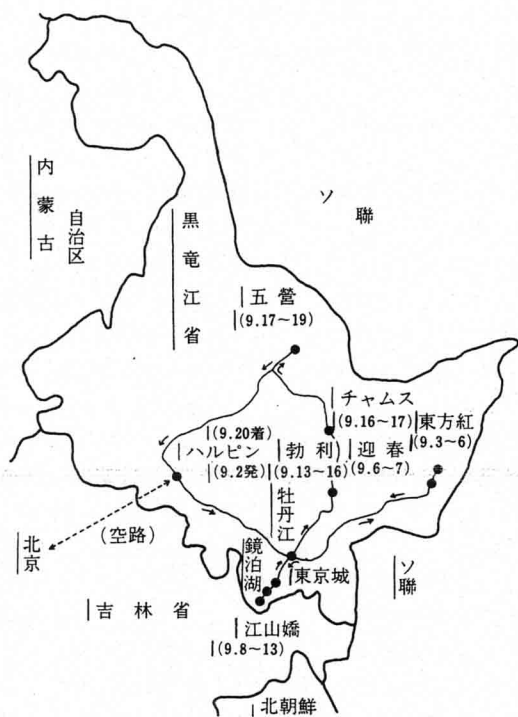 内蒙古
自治区
黒竜江省
ソ聯
五營
(9.17～19)
チャムス
(9.16～17)
東方紅
(9.3～6)
(9.20着)
ハルピン
(9.2発)
勃利
(9.13～16)
迎春
(9.6～7)
牡丹江
北京
(空路)
鏡泊湖
東京城
ソ聯
吉林省
江山嬌
(9.8～13)
北朝鮮